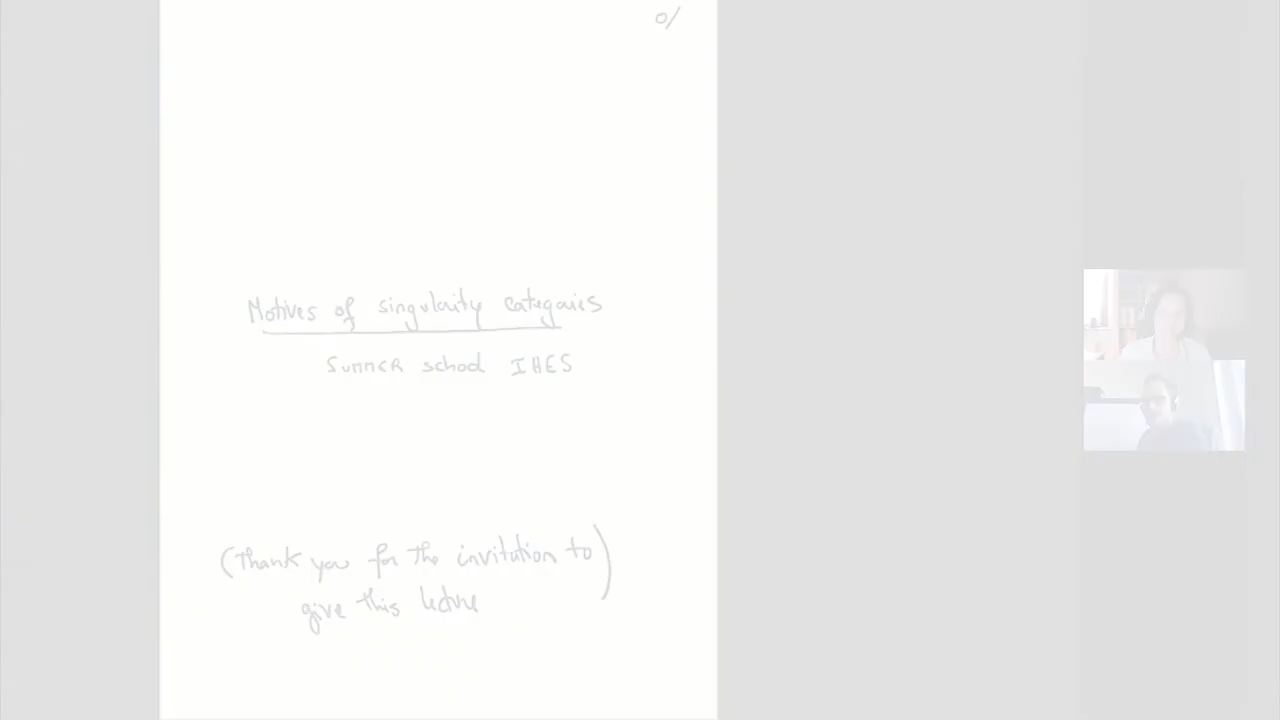 0/
Motives of singularity categories
Summer school IHES
(Thank you for the invitation to)
give this lecture